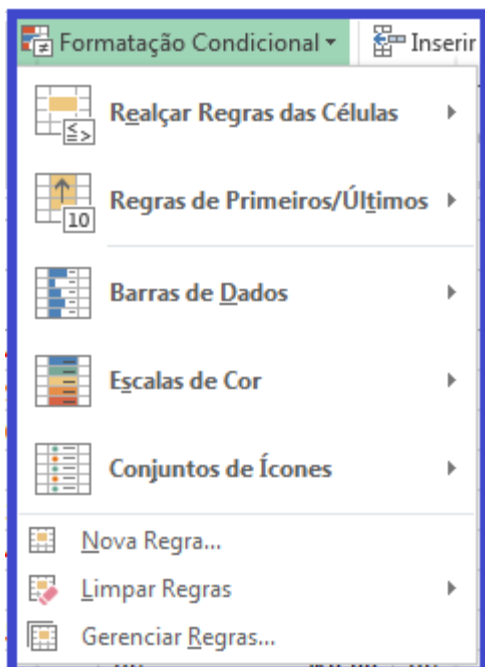 Formatação Condicional
Inserir
Realçar Regras das Células
Regras de Primeiros/Últimos
10
Barras de Dados
Escalas de Cor
Conjuntos de Ícones
Nova Regra...
Limpar Regras
Gerenciar Regras...